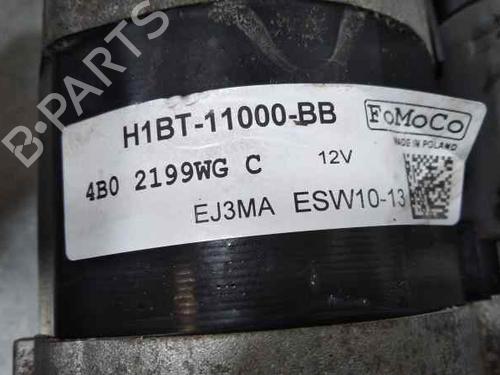 H1BT-11000-BB
FoMoCo
MADE IN POLAND
4B0 2199WG C
12V
EJ3MA ESW10-13
B-PARTS